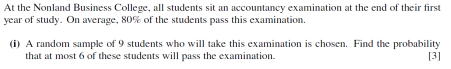 At the Nonland Business College, all students sit an accountancy examination at the end of their first
year of study. On average, 80% of the students pass this examination.
(i) A random sample of 9 students who will take this examination is chosen. Find the probability
that at most 6 of these students will pass the examination. [3]